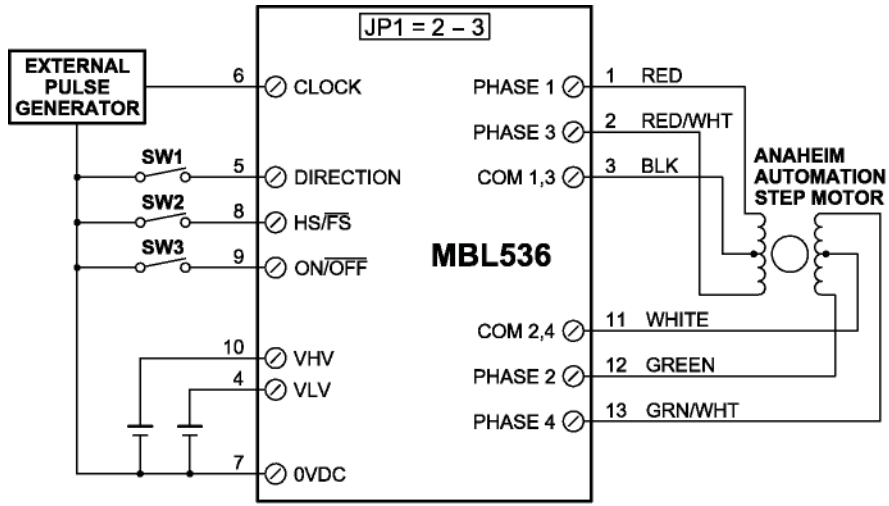 JP1 = 2 – 3
EXTERNAL
PULSE
GENERATOR
6 CLOCK
SW1
5 DIRECTION
SW2
8 HS/FS
SW3
9 ON/OFF
10 VHV
4 VLV
7 0VDC
MBL536
PHASE 1 1 RED
PHASE 3 2 RED/WHT
COM 1,3 3 BLK
COM 2,4 11 WHITE
PHASE 2 12 GREEN
PHASE 4 13 GRN/WHT
ANAHEIM
AUTOMATION
STEP MOTOR